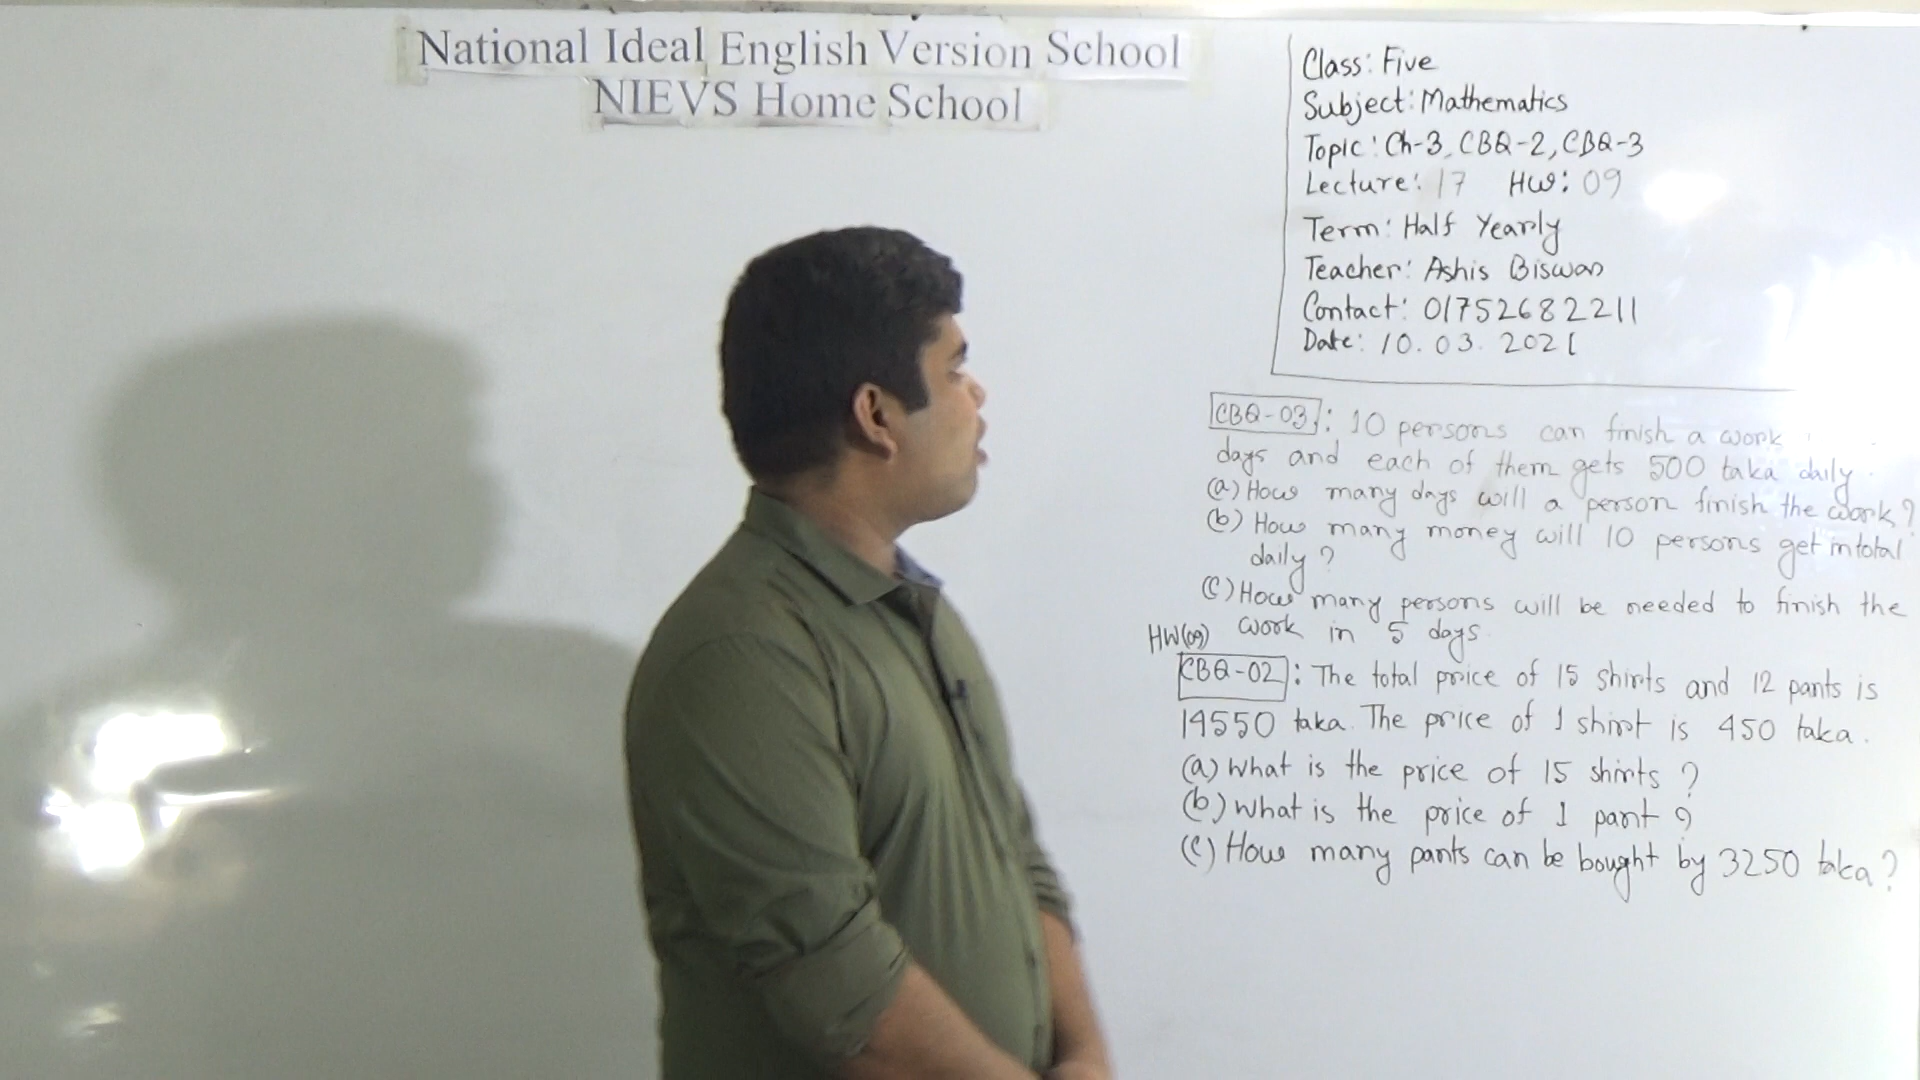 National Ideal English Version School
NIEVS Home School
Class: Five
Subject: Mathematics
Topic: Ch-3, CBQ-2, CBQ-3
Lecture: 17 HW: 09
Term: Half Yearly
Teacher: Ashis Biswas
Contact: 01752682211
Date: 10.03.2021
CBQ-03: 10 persons can finish a work
days and each of them gets 500 taka daily.
(a) How many days will a person finish the work?
(b) How many money will 10 persons get in total
daily?
(c) How many persons will be needed to finish the
work in 5 days
HW(09)
CBQ-02: The total price of 15 shirts and 12 pants is
14550 taka. The price of 1 shirt is 450 taka.
(a) What is the price of 15 shirts?
(b) What is the price of 1 pant?
(c) How many pants can be bought by 3250 taka?